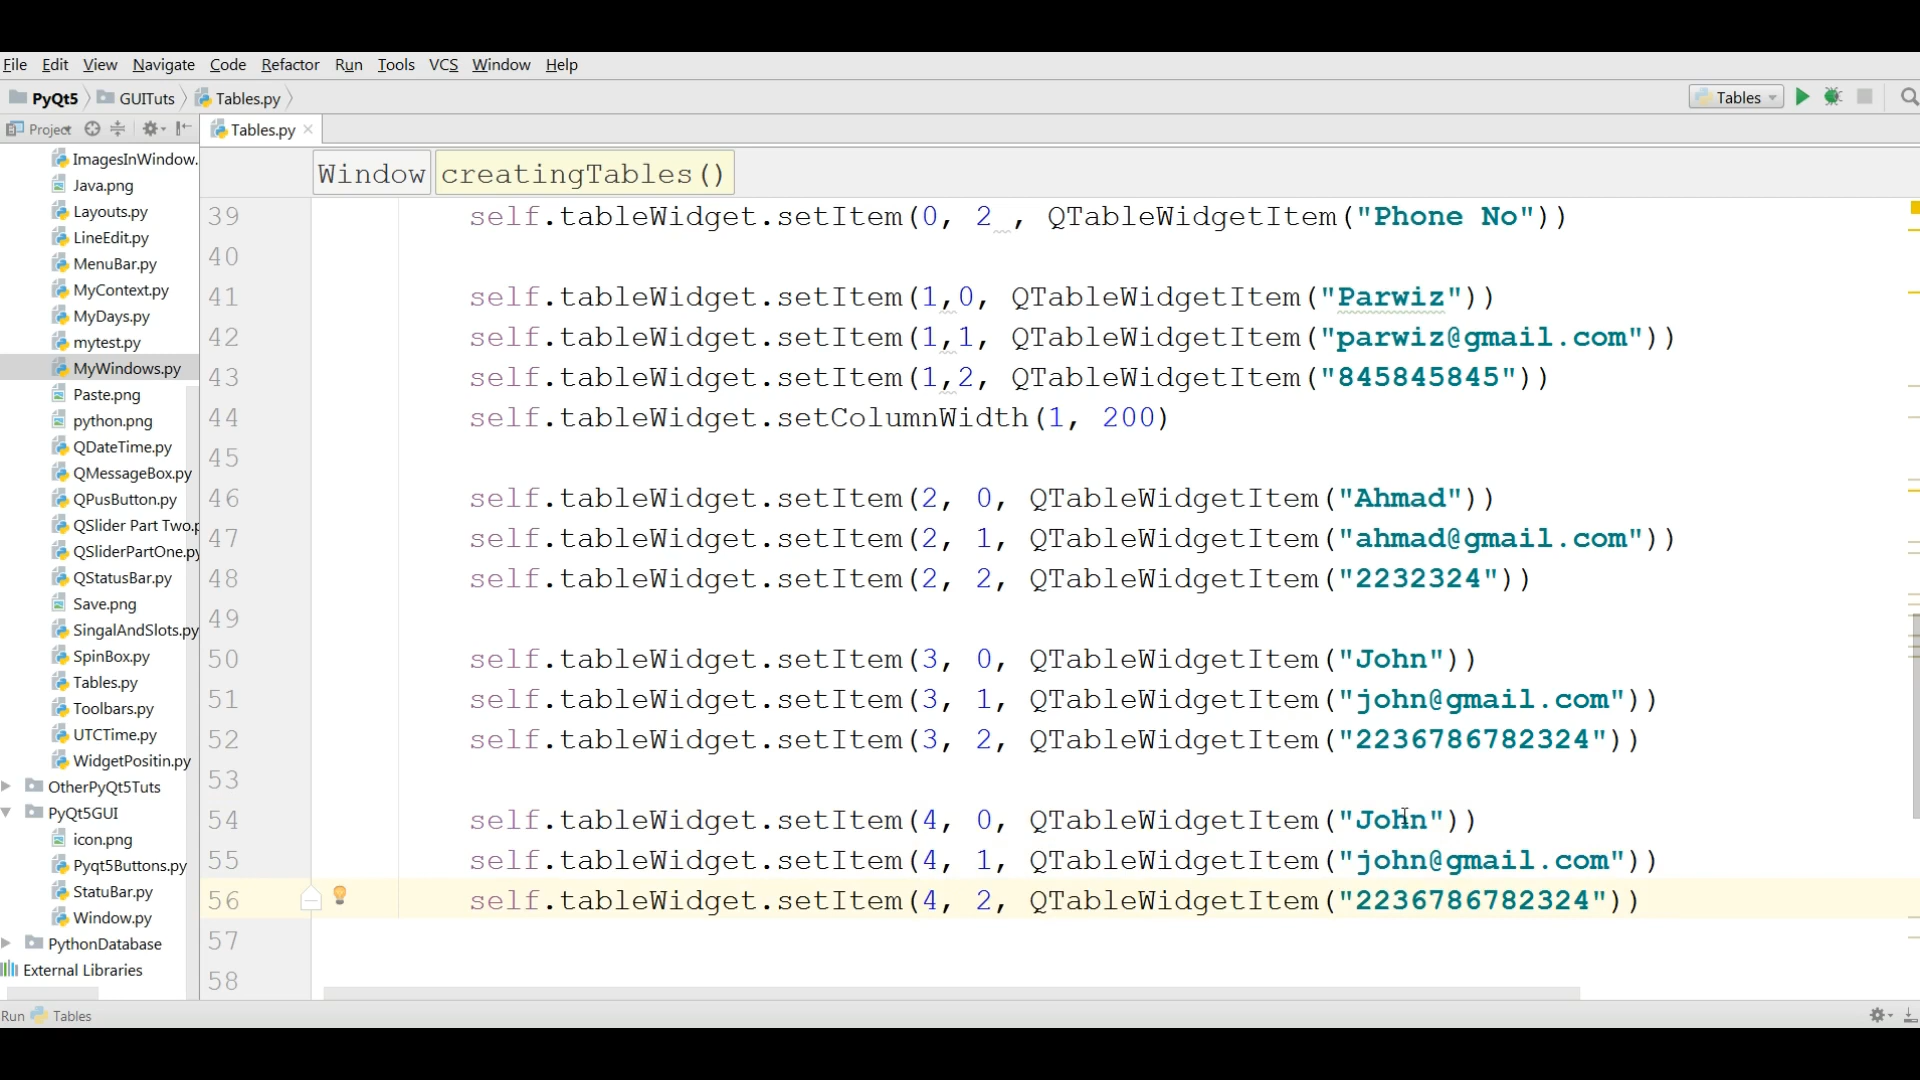 File Edit View Navigate Code Refactor Run Tools VCS Window Help
PyQt5 GUITuts Tables.py Tables
Project Tables.py
Window creatingTables()
ImagesInWindow.
Java.png
Layouts.py
LineEdit.py
MenuBar.py
MyContext.py
MyDays.py
mytest.py
MyWindows.py
Paste.png
python.png
QDateTime.py
QMessageBox.py
QPusButton.py
QSlider Part Two.p
QSliderPartOne.py
QStatusBar.py
Save.png
SingalAndSlots.py
SpinBox.py
Tables.py
Toolbars.py
UTCTime.py
WidgetPositin.py
OtherPyQt5Tuts
PyQt5GUI
icon.png
Pyqt5Buttons.py
StatuBar.py
Window.py
PythonDatabase
External Libraries
39 self.tableWidget.setItem(0, 2 , QTableWidgetItem("Phone No"))
40
41 self.tableWidget.setItem(1,0, QTableWidgetItem("Parwiz"))
42 self.tableWidget.setItem(1,1, QTableWidgetItem("parwiz@gmail.com"))
43 self.tableWidget.setItem(1,2, QTableWidgetItem("845845845"))
44 self.tableWidget.setColumnWidth(1, 200)
45
46 self.tableWidget.setItem(2, 0, QTableWidgetItem("Ahmad"))
47 self.tableWidget.setItem(2, 1, QTableWidgetItem("ahmad@gmail.com"))
48 self.tableWidget.setItem(2, 2, QTableWidgetItem("2232324"))
49
50 self.tableWidget.setItem(3, 0, QTableWidgetItem("John"))
51 self.tableWidget.setItem(3, 1, QTableWidgetItem("john@gmail.com"))
52 self.tableWidget.setItem(3, 2, QTableWidgetItem("2236786782324"))
53
54 self.tableWidget.setItem(4, 0, QTableWidgetItem("John"))
55 self.tableWidget.setItem(4, 1, QTableWidgetItem("john@gmail.com"))
56 self.tableWidget.setItem(4, 2, QTableWidgetItem("2236786782324"))
57
58
Run Tables